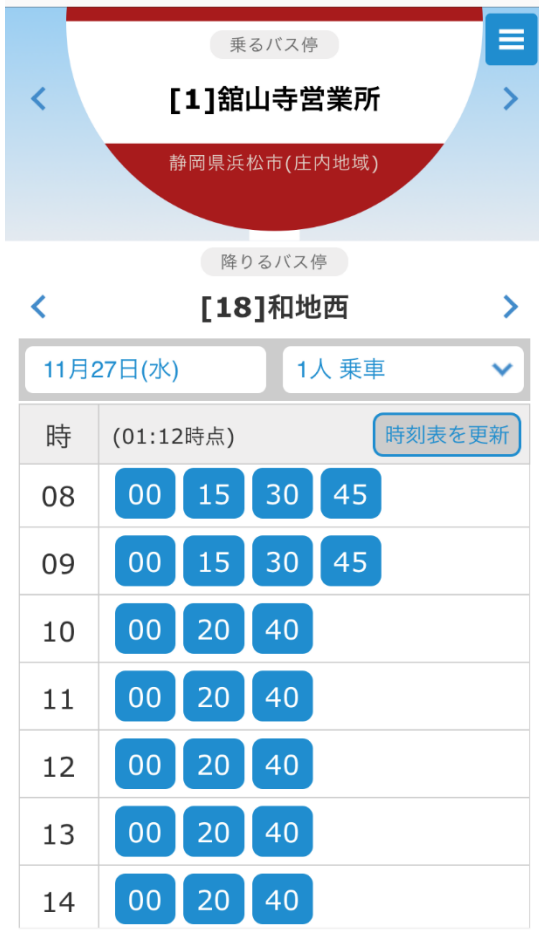 乗るバス停
[1]舘山寺営業所
静岡県浜松市(庄内地域)
降りるバス停
[18]和地西
11月27日(水) 1人 乗車
時 (01:12時点) 時刻表を更新
08 00 15 30 45
09 00 15 30 45
10 00 20 40
11 00 20 40
12 00 20 40
13 00 20 40
14 00 20 40